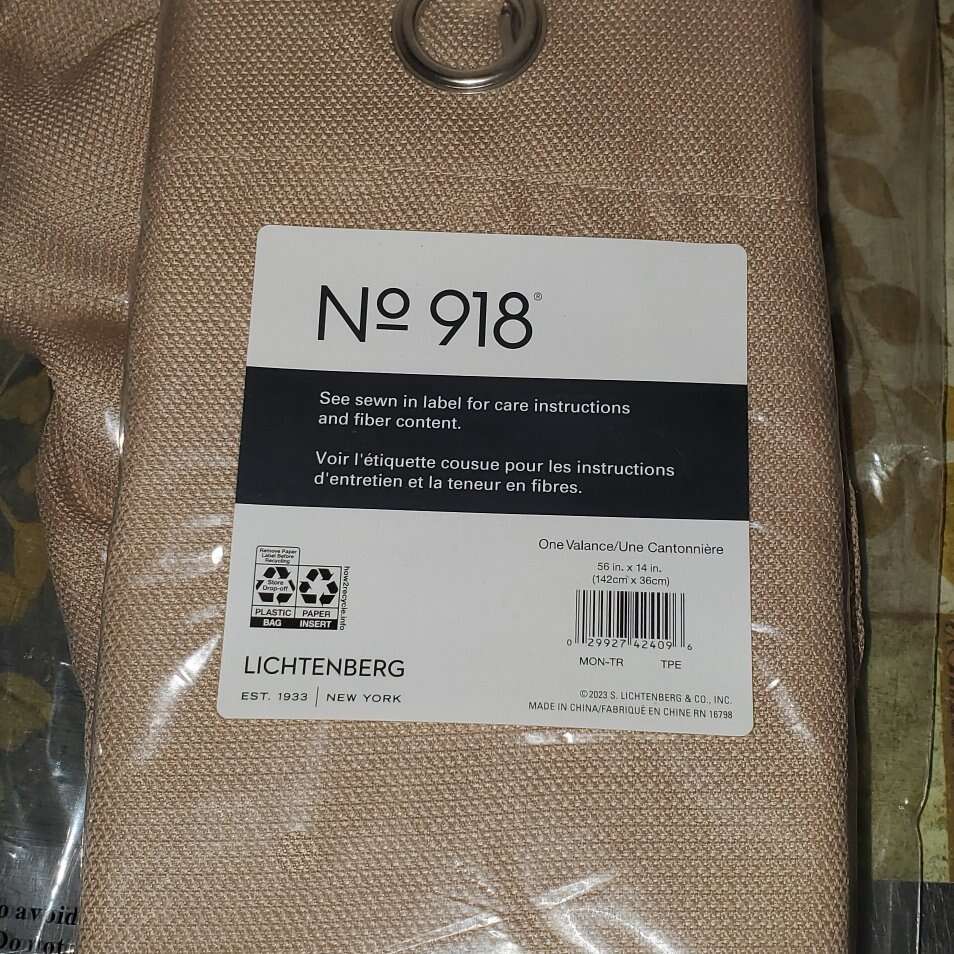 Nº 918®
See sewn in label for care instructions
and fiber content.
Voir l'étiquette cousue pour les instructions
d'entretien et la teneur en fibres.
One Valance/Une Cantonnière
56 in. x 14 in.
(142cm x 36cm)
Remove Paper
Label Before
Recycling
Store
Drop-off
PLASTIC
BAG
PAPER
INSERT
how2recycle.info
0 29927 42409 6
MON-TR TPE
LICHTENBERG
EST. 1933 | NEW YORK
©2023 S. LICHTENBERG & CO., INC.
MADE IN CHINA/FABRIQUÉ EN CHINE RN 16798
o avoid
Do not